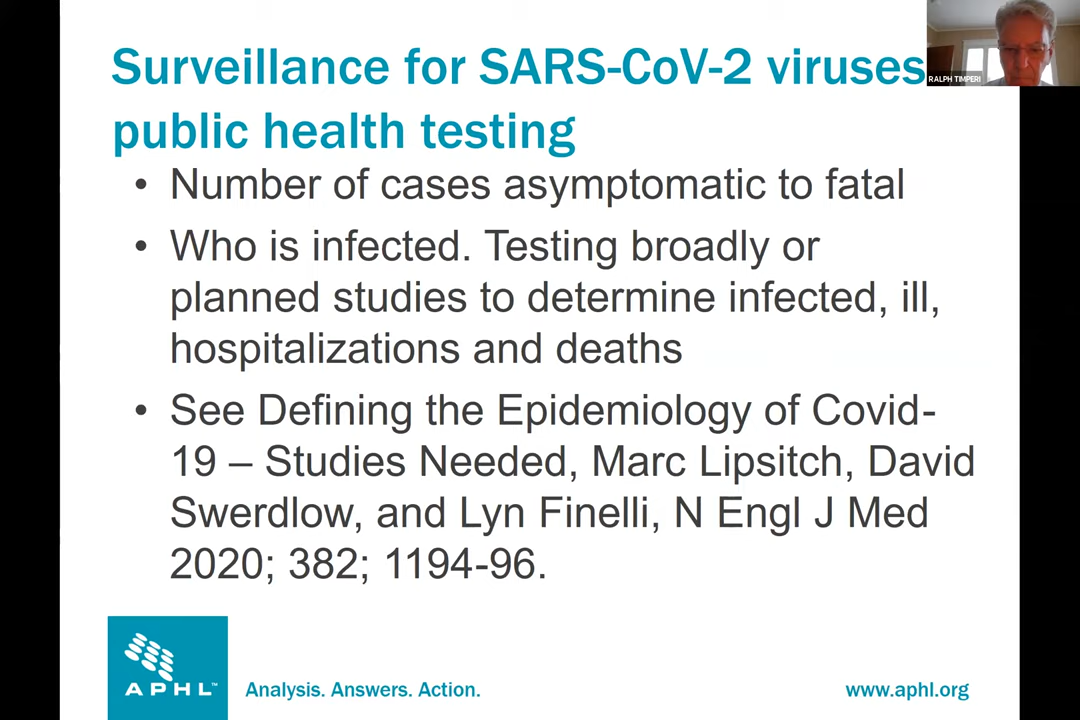 Surveillance for SARS-CoV-2 viruses
public health testing
RALPH TIMPERI
• Number of cases asymptomatic to fatal
• Who is infected. Testing broadly or
planned studies to determine infected, ill,
hospitalizations and deaths
• See Defining the Epidemiology of Covid-
19 – Studies Needed, Marc Lipsitch, David
Swerdlow, and Lyn Finelli, N Engl J Med
2020; 382; 1194-96.
APHL™
Analysis. Answers. Action.
www.aphl.org